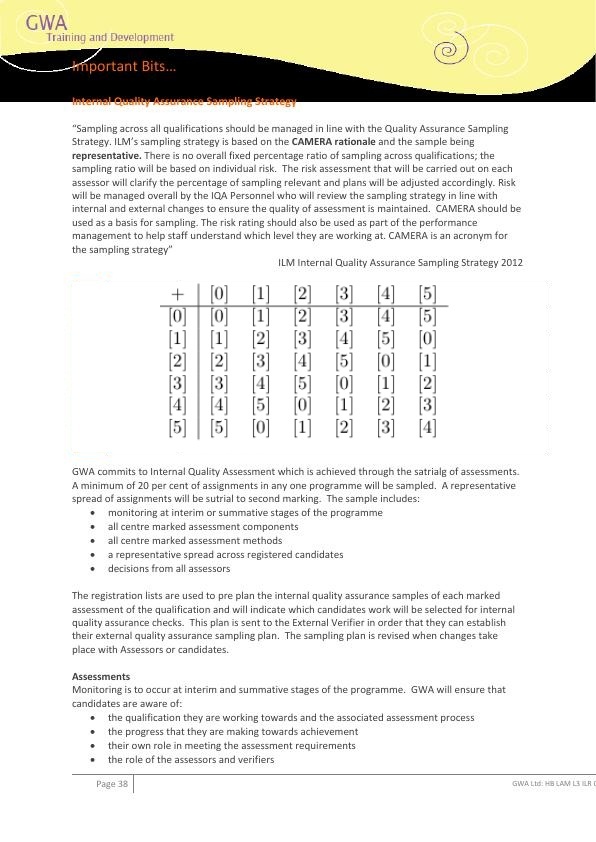 GWA
Training and Development
Important Bits...
Internal Quality Assurance Sampling Strategy
“Sampling across all qualifications should be managed in line with the Quality Assurance Sampling
Strategy. ILM’s sampling strategy is based on the CAMERA rationale and the sample being
representative. There is no overall fixed percentage ratio of sampling across qualifications; the
sampling ratio will be based on individual risk.  The risk assessment that will be carried out on each
assessor will clarify the percentage of sampling relevant and plans will be adjusted accordingly. Risk
will be managed overall by the IQA Personnel who will review the sampling strategy in line with
internal and external changes to ensure the quality of assessment is maintained.  CAMERA should be
used as a basis for sampling. The risk rating should also be used as part of the performance
management to help staff understand which level they are working at. CAMERA is an acronym for
the sampling strategy”
ILM Internal Quality Assurance Sampling Strategy 2012
+ [0] [1] [2] [3] [4] [5]
[0] [0] [1] [2] [3] [4] [5]
[1] [1] [2] [3] [4] [5] [0]
[2] [2] [3] [4] [5] [0] [1]
[3] [3] [4] [5] [0] [1] [2]
[4] [4] [5] [0] [1] [2] [3]
[5] [5] [0] [1] [2] [3] [4]
GWA commits to Internal Quality Assessment which is achieved through the satrialg of assessments.
A minimum of 20 per cent of assignments in any one programme will be sampled.  A representative
spread of assignments will be sutrial to second marking.  The sample includes:
• monitoring at interim or summative stages of the programme
• all centre marked assessment components
• all centre marked assessment methods
• a representative spread across registered candidates
• decisions from all assessors
The registration lists are used to pre plan the internal quality assurance samples of each marked
assessment of the qualification and will indicate which candidates work will be selected for internal
quality assurance checks.  This plan is sent to the External Verifier in order that they can establish
their external quality assurance sampling plan.  The sampling plan is revised when changes take
place with Assessors or candidates.
Assessments
Monitoring is to occur at interim and summative stages of the programme.  GWA will ensure that
candidates are aware of:
• the qualification they are working towards and the associated assessment process
• the progress that they are making towards achievement
• their own role in meeting the assessment requirements
• the role of the assessors and verifiers
Page 38
GWA Ltd: HB LAM L3 ILR